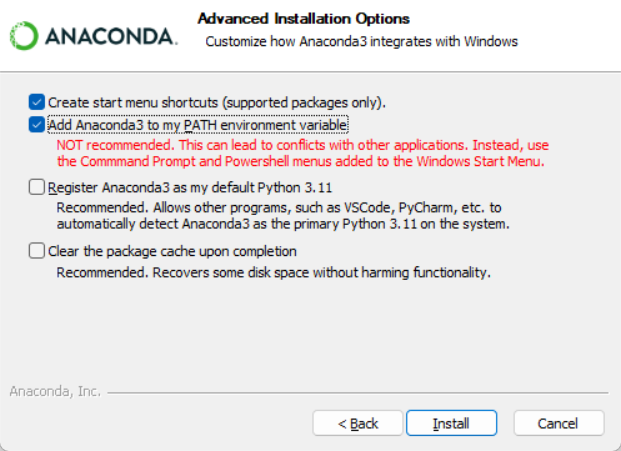 ANACONDA.
Advanced Installation Options
Customize how Anaconda3 integrates with Windows
Create start menu shortcuts (supported packages only).
Add Anaconda3 to my PATH environment variable
NOT recommended. This can lead to conflicts with other applications. Instead, use
the Commmand Prompt and Powershell menus added to the Windows Start Menu.
Register Anaconda3 as my default Python 3.11
Recommended. Allows other programs, such as VSCode, PyCharm, etc. to
automatically detect Anaconda3 as the primary Python 3.11 on the system.
Clear the package cache upon completion
Recommended. Recovers some disk space without harming functionality.
Anaconda, Inc.
< Back
Install
Cancel